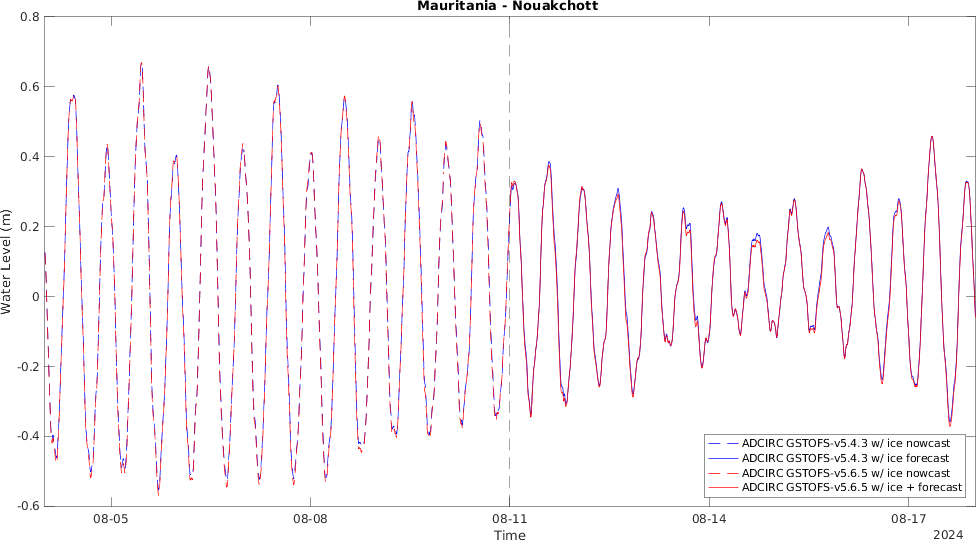 Mauritania - Nouakchott
Water Level (m)
0.8
0.6
0.4
0.2
0
-0.2
-0.4
-0.6
ADCIRC GSTOFS-v5.4.3 w/ ice nowcast
ADCIRC GSTOFS-v5.4.3 w/ ice forecast
ADCIRC GSTOFS-v5.6.5 w/ ice nowcast
ADCIRC GSTOFS-v5.6.5 w/ ice + forecast
08-05
08-08
08-11
08-14
08-17
Time
2024